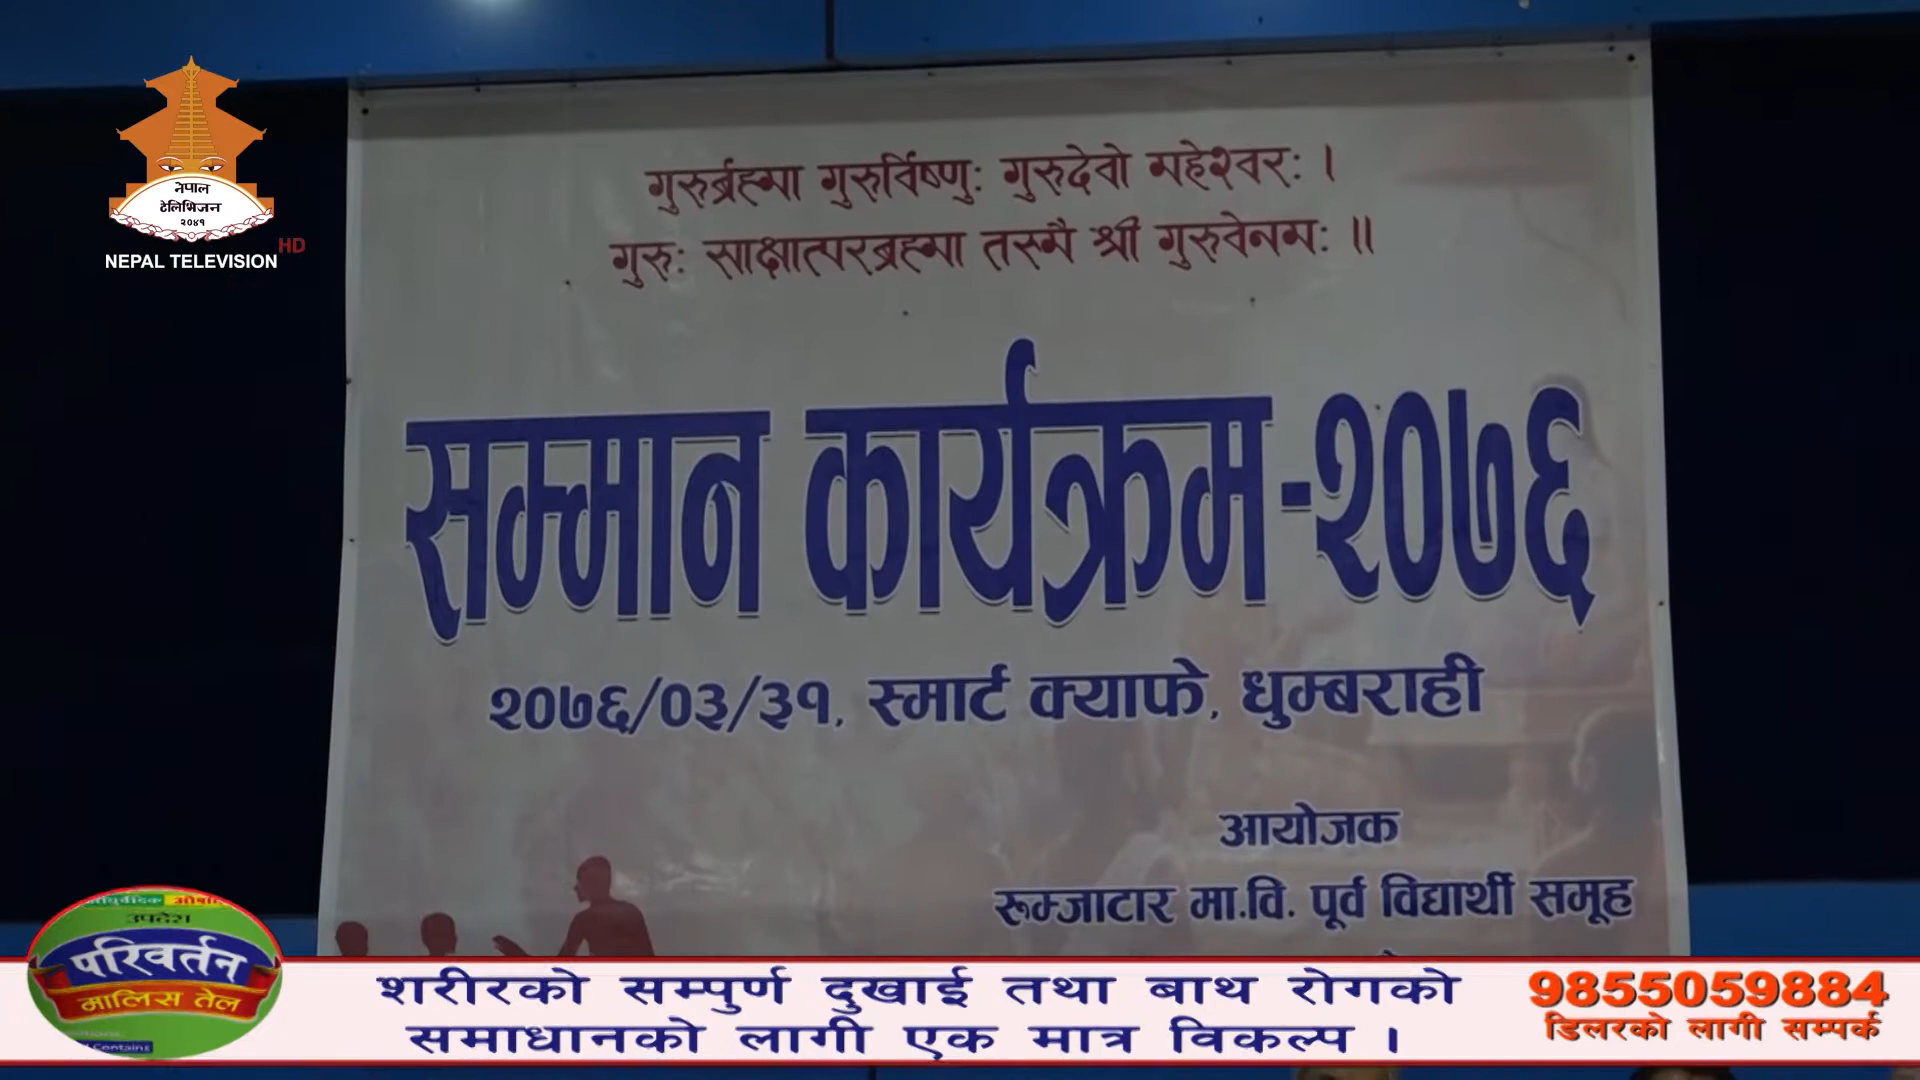 नेपाल
टेलिभिजन
२०४१
NEPAL TELEVISION HD
गुरुर्ब्रह्मा गुरुर्विष्णु: गुरुदेवो महेश्वर: ।
गुरु: साक्षात्परब्रह्मा तस्मै श्री गुरुवेनम: ॥
सम्मान कार्यक्रम-२०७६
२०७६/०३/३१, स्मार्ट क्याफे, धुम्बराही
आयोजक
रुम्जाटार मा.वि. पूर्व विद्यार्थी समूह
उपदेश
परिवर्तन
मालिस तेल
Contains
शरीरको सम्पुर्ण दुखाई तथा बाथ रोगको
समाधानको लागी एक मात्र विकल्प ।
9855059884
डिलरको लागी सम्पर्क